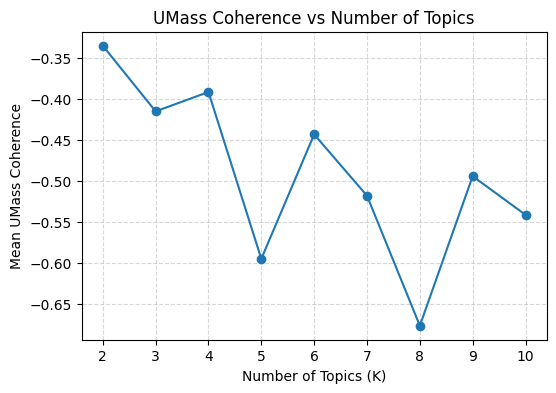 UMass Coherence vs Number of Topics
Mean UMass Coherence
−0.35
−0.40
−0.45
−0.50
−0.55
−0.60
−0.65
2 3 4 5 6 7 8 9 10
Number of Topics (K)